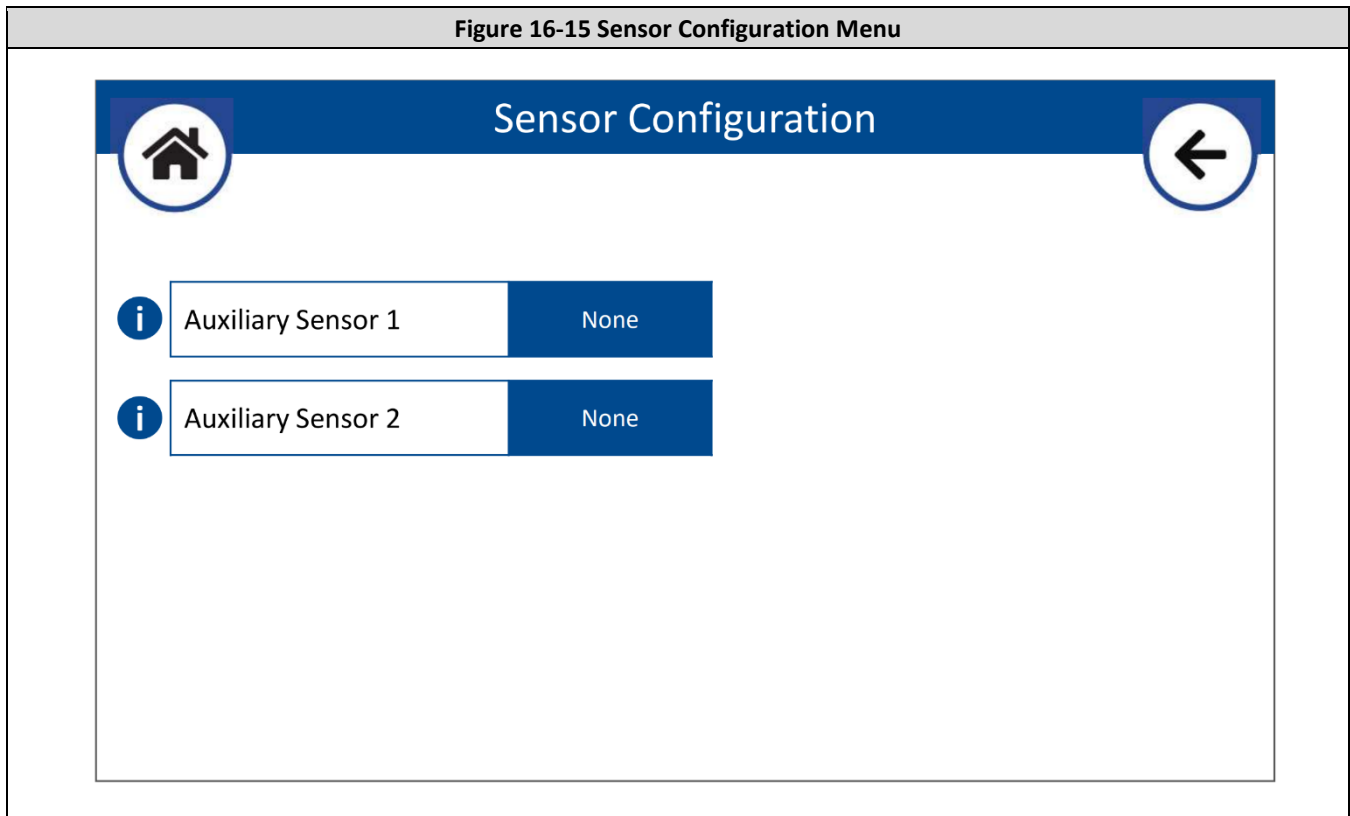 Figure 16-15 Sensor Configuration Menu
Sensor Configuration
i Auxiliary Sensor 1 None
i Auxiliary Sensor 2 None